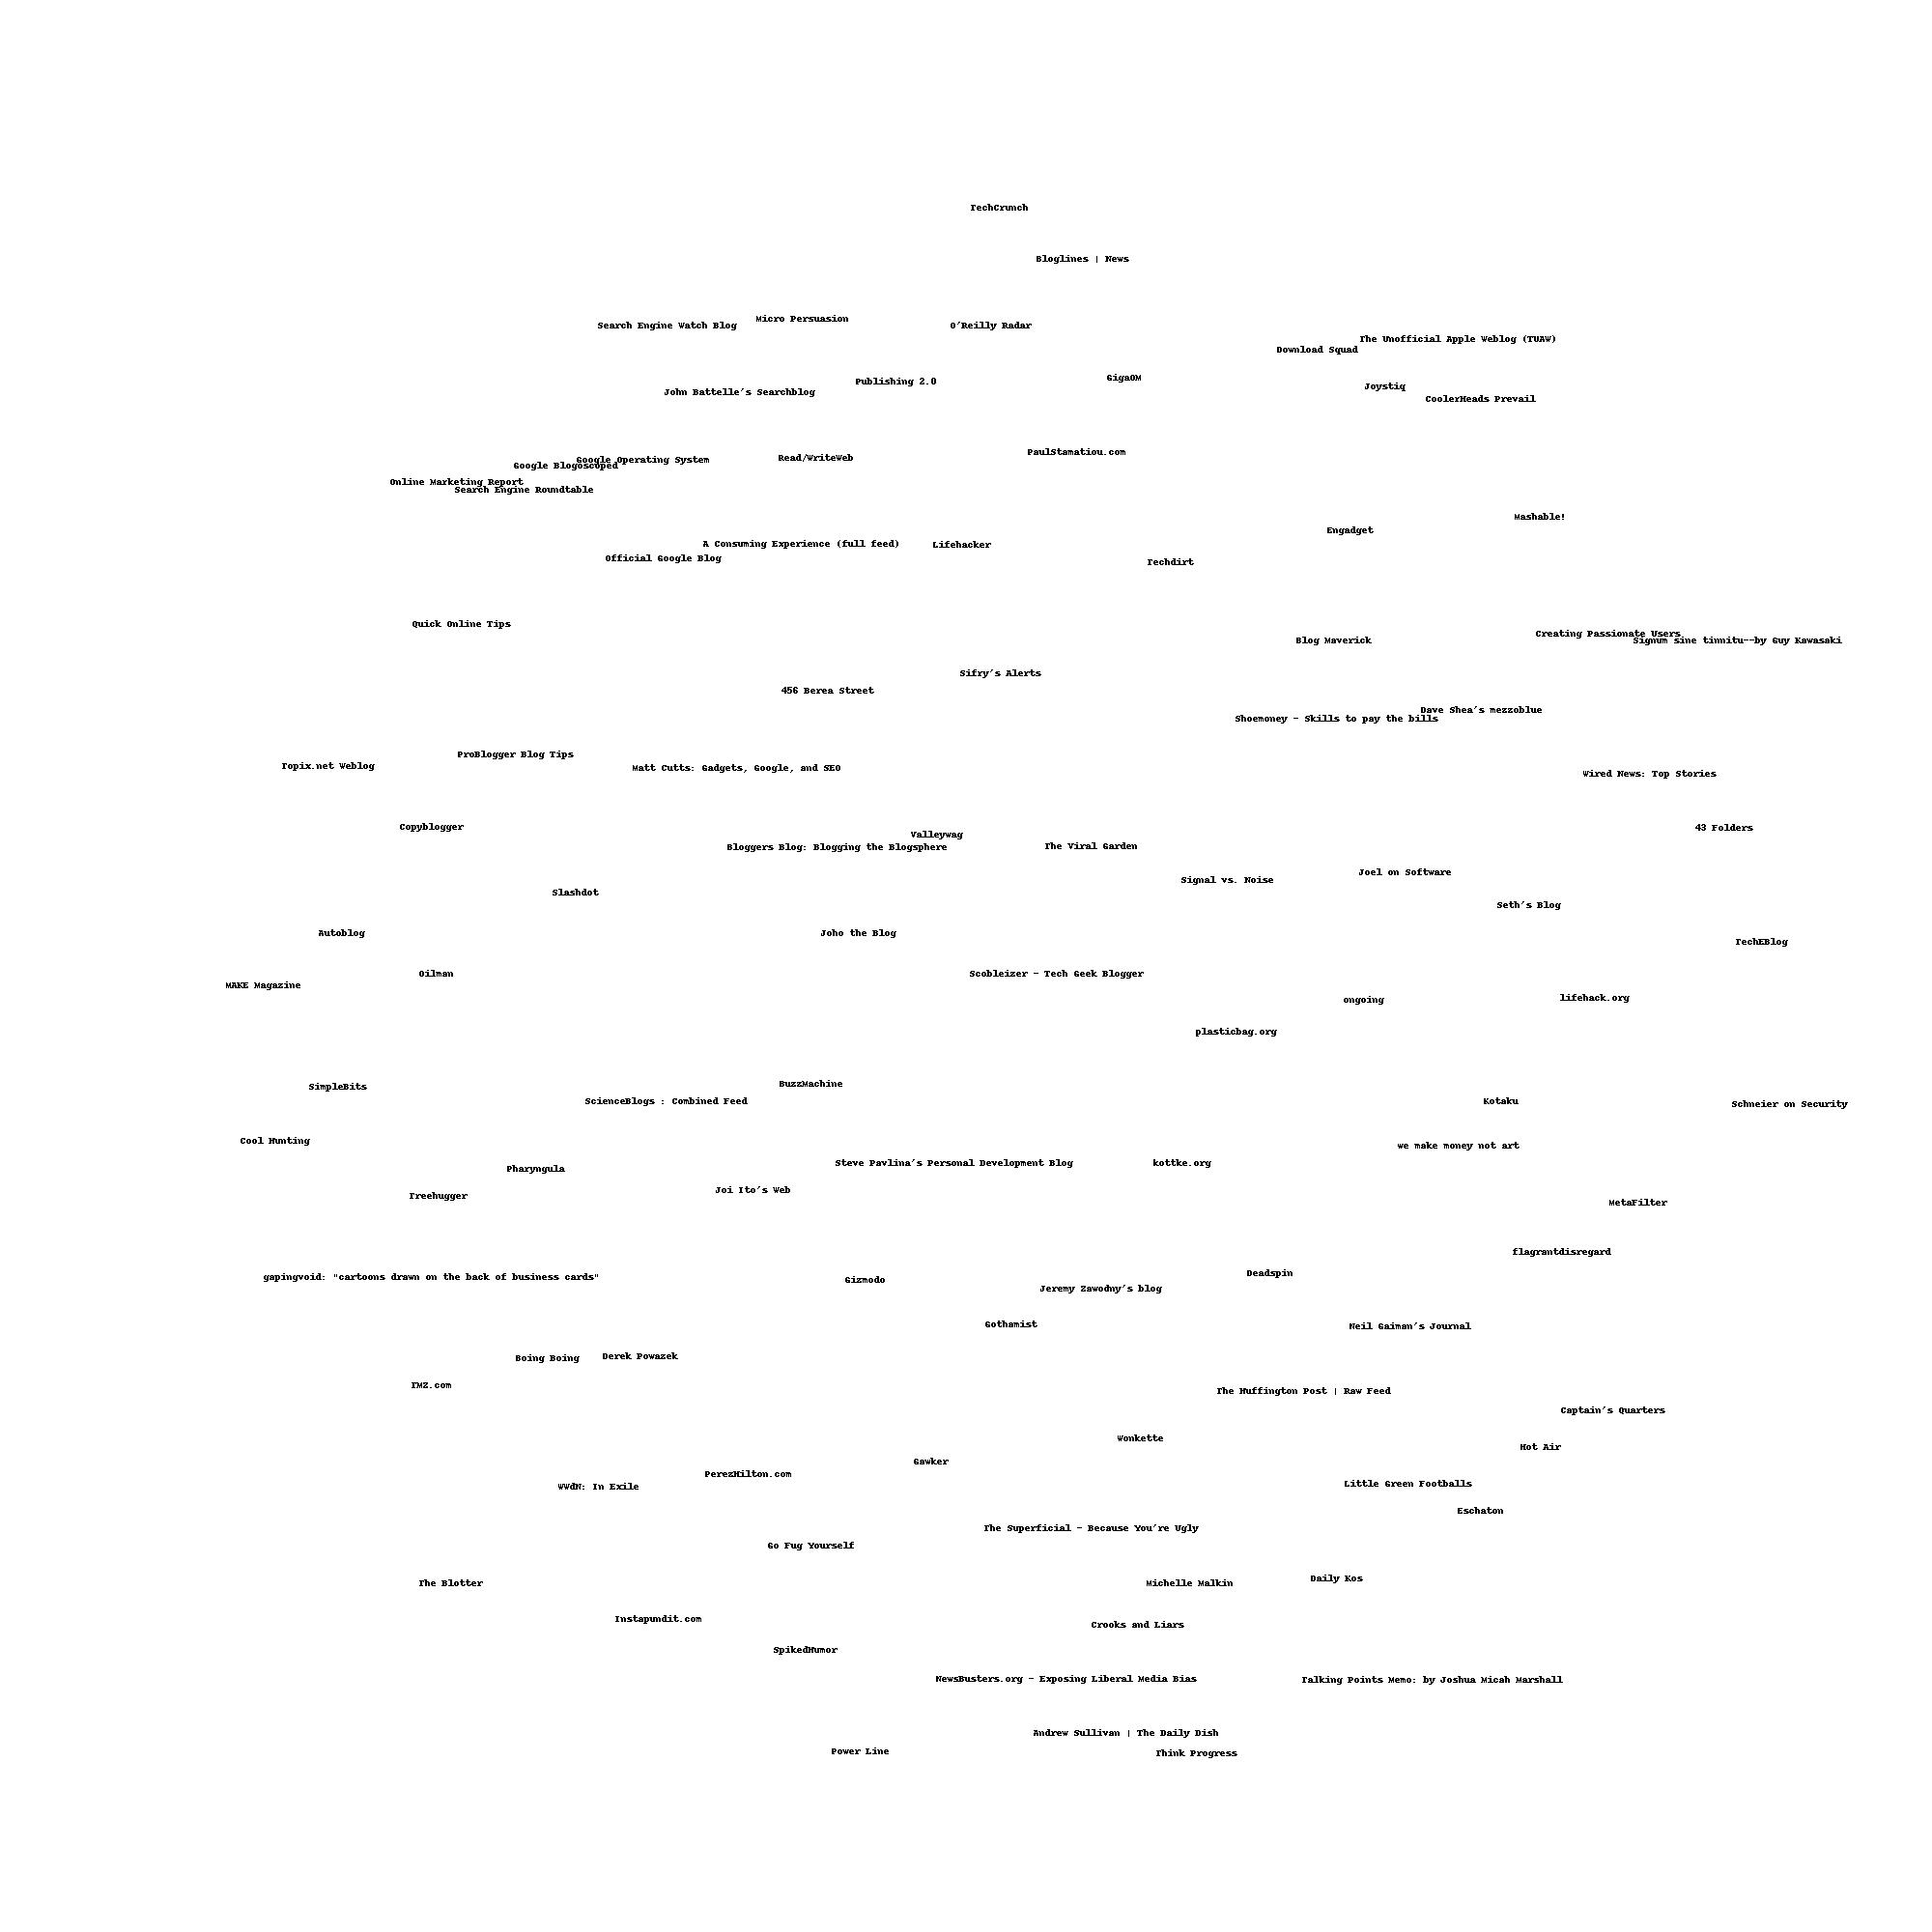 TechCrunch
Bloglines | News
Micro Persuasion
Search Engine Watch Blog
O'Reilly Radar
The Unofficial Apple Weblog (TUAW)
Download Squad
GigaOM
Publishing 2.0
Joystiq
John Battelle's Searchblog
CoolerHeads Prevail
PaulStamatiou.com
Read/WriteWeb
Google Operating System
Google Blogoscoped
Online Marketing Report
Search Engine Roundtable
Mashable!
Engadget
A Consuming Experience (full feed)
Lifehacker
Official Google Blog
Techdirt
Quick Online Tips
Creating Passionate Users
Blog Maverick
Signum sine tinnitu--by Guy Kawasaki
Sifry's Alerts
456 Berea Street
Dave Shea's mezzoblue
Shoemoney - Skills to pay the bills
ProBlogger Blog Tips
Topix.net Weblog
Matt Cutts: Gadgets, Google, and SEO
Wired News: Top Stories
Copyblogger
43 Folders
Valleywag
The Viral Garden
Bloggers Blog: Blogging the Blogsphere
Joel on Software
Signal vs. Noise
Slashdot
Seth's Blog
Autoblog
Joho the Blog
TechEBlog
Oilman
Scobleizer - Tech Geek Blogger
MAKE Magazine
lifehack.org
ongoing
plasticbag.org
BuzzMachine
SimpleBits
ScienceBlogs : Combined Feed
Kotaku
Schneier on Security
Cool Hunting
we make money not art
Steve Pavlina's Personal Development Blog
kottke.org
Pharyngula
Joi Ito's Web
Treehugger
MetaFilter
flagrantdisregard
Deadspin
gapingvoid: "cartoons drawn on the back of business cards"
Gizmodo
Jeremy Zawodny's blog
Gothamist
Neil Gaiman's Journal
Derek Powazek
Boing Boing
TMZ.com
The Huffington Post | Raw Feed
Captain's Quarters
Wonkette
Hot Air
Gawker
PerezHilton.com
Little Green Footballs
WWdN: In Exile
Eschaton
The Superficial - Because You're Ugly
Go Fug Yourself
Daily Kos
The Blotter
Michelle Malkin
Instapundit.com
Crooks and Liars
SpikedHumor
NewsBusters.org - Exposing Liberal Media Bias
Talking Points Memo: by Joshua Micah Marshall
Andrew Sullivan | The Daily Dish
Power Line
Think Progress